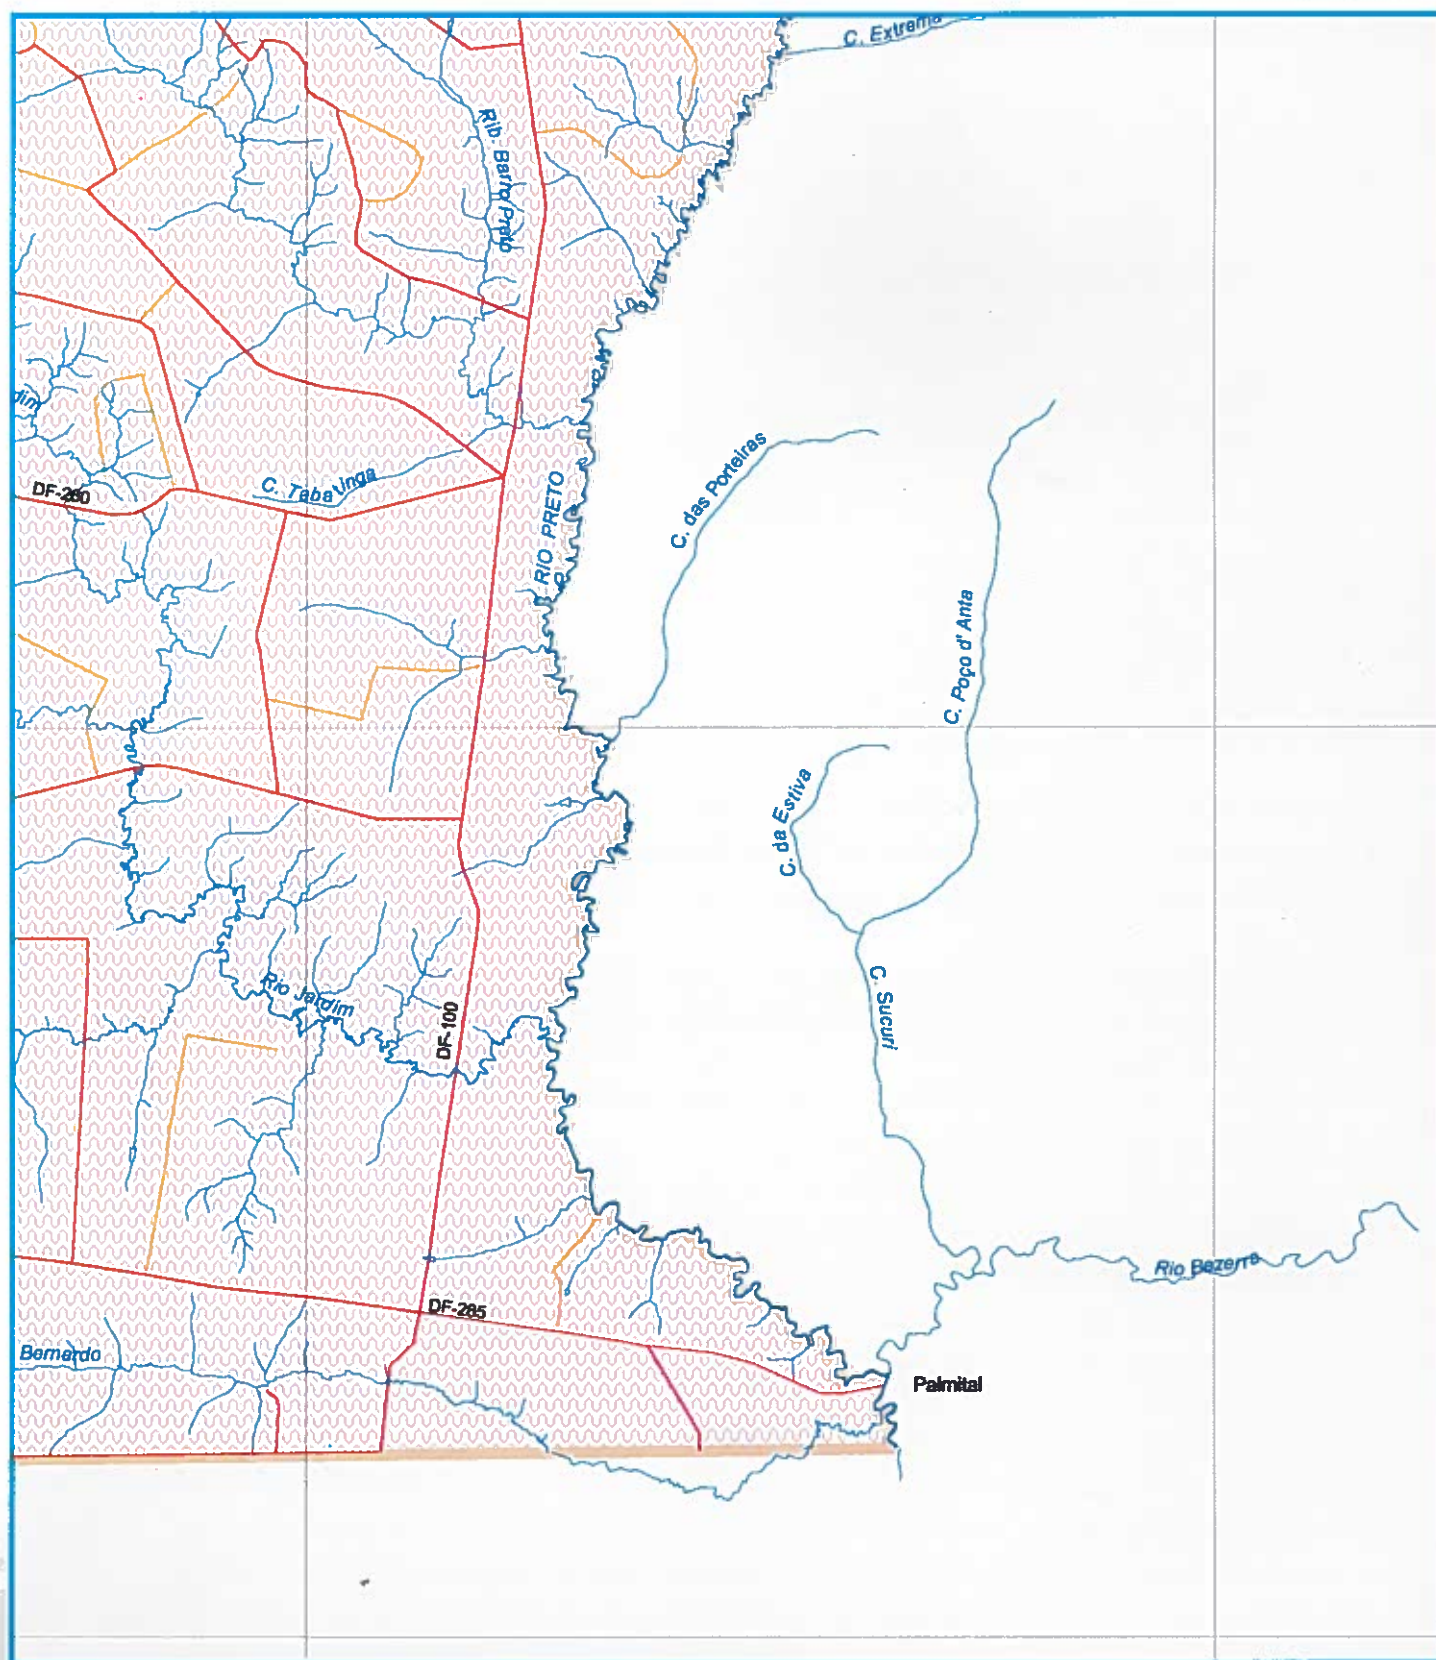 C. Extrema
Rib. Barro Preto
C. das Porteiras
DF-260
C. Tabatinga
RIO PRETO
C. Poço d' Anta
C. da Estiva
C. Sucuri
Rio Jardim
DF-100
Rio Bezerra
DF-285
Bernardo
Palmital